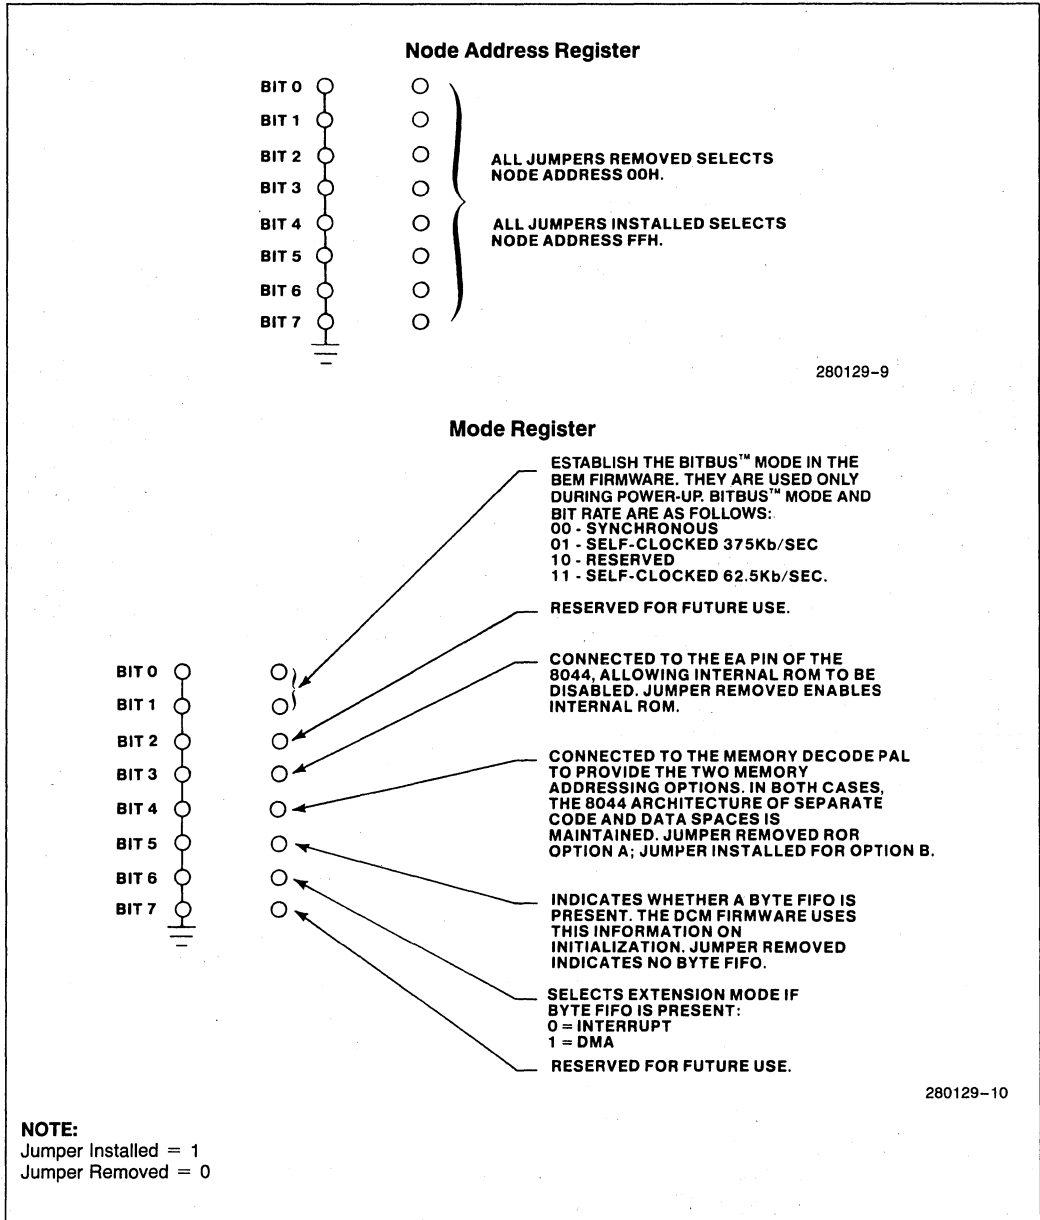 Node Address Register
BIT 0
BIT 1
BIT 2
BIT 3
BIT 4
BIT 5
BIT 6
BIT 7
ALL JUMPERS REMOVED SELECTS
NODE ADDRESS 00H.
ALL JUMPERS INSTALLED SELECTS
NODE ADDRESS FFH.
280129–9
Mode Register
ESTABLISH THE BITBUS™ MODE IN THE
BEM FIRMWARE. THEY ARE USED ONLY
DURING POWER-UP. BITBUS™ MODE AND
BIT RATE ARE AS FOLLOWS:
00 - SYNCHRONOUS
01 - SELF-CLOCKED 375Kb/SEC
10 - RESERVED
11 - SELF-CLOCKED 62.5Kb/SEC.
RESERVED FOR FUTURE USE.
CONNECTED TO THE EA PIN OF THE
8044, ALLOWING INTERNAL ROM TO BE
DISABLED. JUMPER REMOVED ENABLES
INTERNAL ROM.
CONNECTED TO THE MEMORY DECODE PAL
TO PROVIDE THE TWO MEMORY
ADDRESSING OPTIONS. IN BOTH CASES,
THE 8044 ARCHITECTURE OF SEPARATE
CODE AND DATA SPACES IS
MAINTAINED. JUMPER REMOVED ROR
OPTION A; JUMPER INSTALLED FOR OPTION B.
INDICATES WHETHER A BYTE FIFO IS
PRESENT. THE DCM FIRMWARE USES
THIS INFORMATION ON
INITIALIZATION. JUMPER REMOVED
INDICATES NO BYTE FIFO.
SELECTS EXTENSION MODE IF
BYTE FIFO IS PRESENT:
0 = INTERRUPT
1 = DMA
RESERVED FOR FUTURE USE.
BIT 0
BIT 1
BIT 2
BIT 3
BIT 4
BIT 5
BIT 6
BIT 7
280129–10
NOTE:
Jumper Installed = 1
Jumper Removed = 0